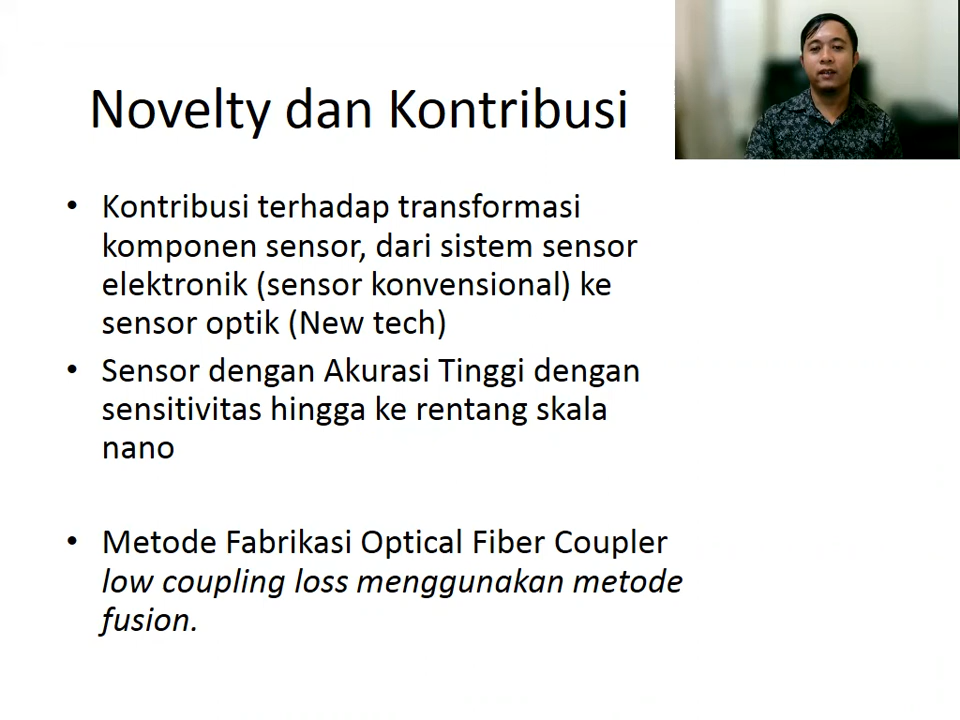 Novelty dan Kontribusi
• Kontribusi terhadap transformasi
komponen sensor, dari sistem sensor
elektronik (sensor konvensional) ke
sensor optik (New tech)
• Sensor dengan Akurasi Tinggi dengan
sensitivitas hingga ke rentang skala
nano
• Metode Fabrikasi Optical Fiber Coupler
low coupling loss menggunakan metode
fusion.